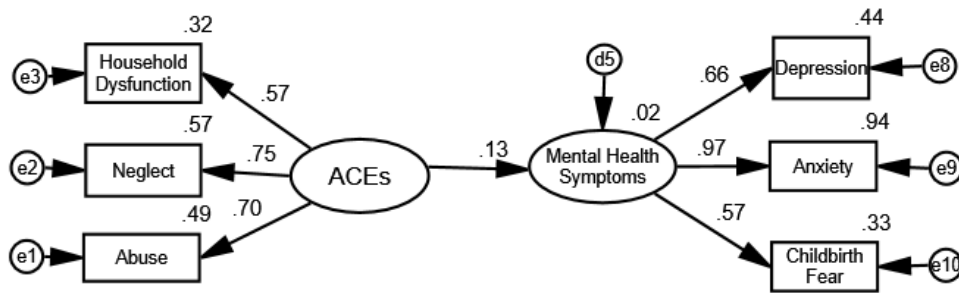 .32
e3
Household
Dysfunction
.57
.57
e2
Neglect
.75
ACEs
.49
.70
e1
Abuse
.13
d5
.02
Mental Health
Symptoms
.44
.66
Depression
e8
.94
.97
Anxiety
e9
.57
.33
Childbirth
Fear
e10